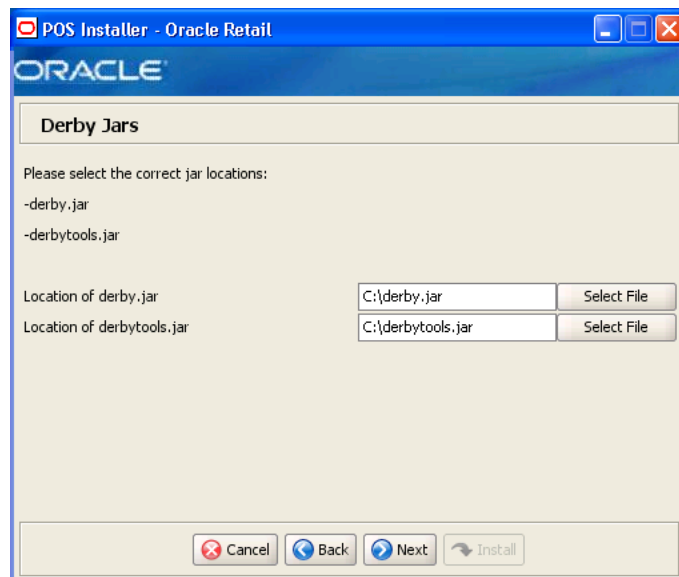 POS Installer - Oracle Retail
ORACLE
Derby Jars
Please select the correct jar locations:
-derby.jar
-derbytools.jar
Location of derby.jar C:\derby.jar Select File
Location of derbytools.jar C:\derbytools.jar Select File
Cancel Back Next Install